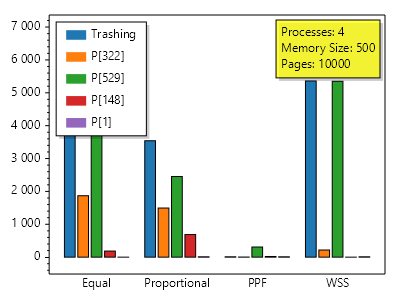 7 000
6 000
5 000
4 000
3 000
2 000
1 000
0
Trashing
P[322]
P[529]
P[148]
P[1]
Processes: 4
Memory Size: 500
Pages: 10000
Equal
Proportional
PPF
WSS